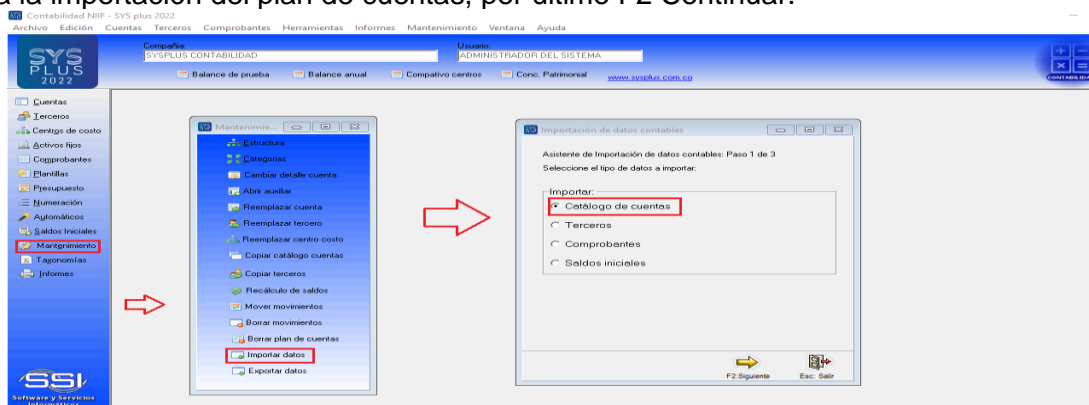 a la importación del plan de cuentas, por último F2 Continuar.
Contabilidad NIIF - SYS plus 2022
Archivo Edición Cuentas Terceros Comprobantes Herramientas Informes Mantenimiento Ventana Ayuda
SYS
PLUS
2022
Compañía:
SYSPLUS CONTABILIDAD
Usuario:
ADMINISTRADOR DEL SISTEMA
Balance de prueba Balance anual Compativo centros Conc. Patrimonial www.sysplus.com.co
CONTABILIDAD
Cuentas
Terceros
Centros de costo
Activos fijos
Comprobantes
Plantillas
Presupuesto
Numeración
Automáticos
Saldos Iniciales
Mantenimiento
Taxonomías
Informes
SSI
Software y Servicios
Informáticos
Mantenimie...
Estructura
Categorias
Cambiar detalle cuenta
Abrir auxiliar
Reemplazar cuenta
Reemplazar tercero
Reemplazar centro costo
Copiar catálogo cuentas
Copiar terceros
Recálculo de saldos
Mover movimientos
Borrar movimientos
Borrar plan de cuentas
Importar datos
Exportar datos
Importación de datos contables
Asistente de Importación de datos contables: Paso 1 de 3
Seleccione el tipo de datos a importar:
Importar:
Catálogo de cuentas
Terceros
Comprobantes
Saldos iniciales
F2:Siguiente Esc: Salir